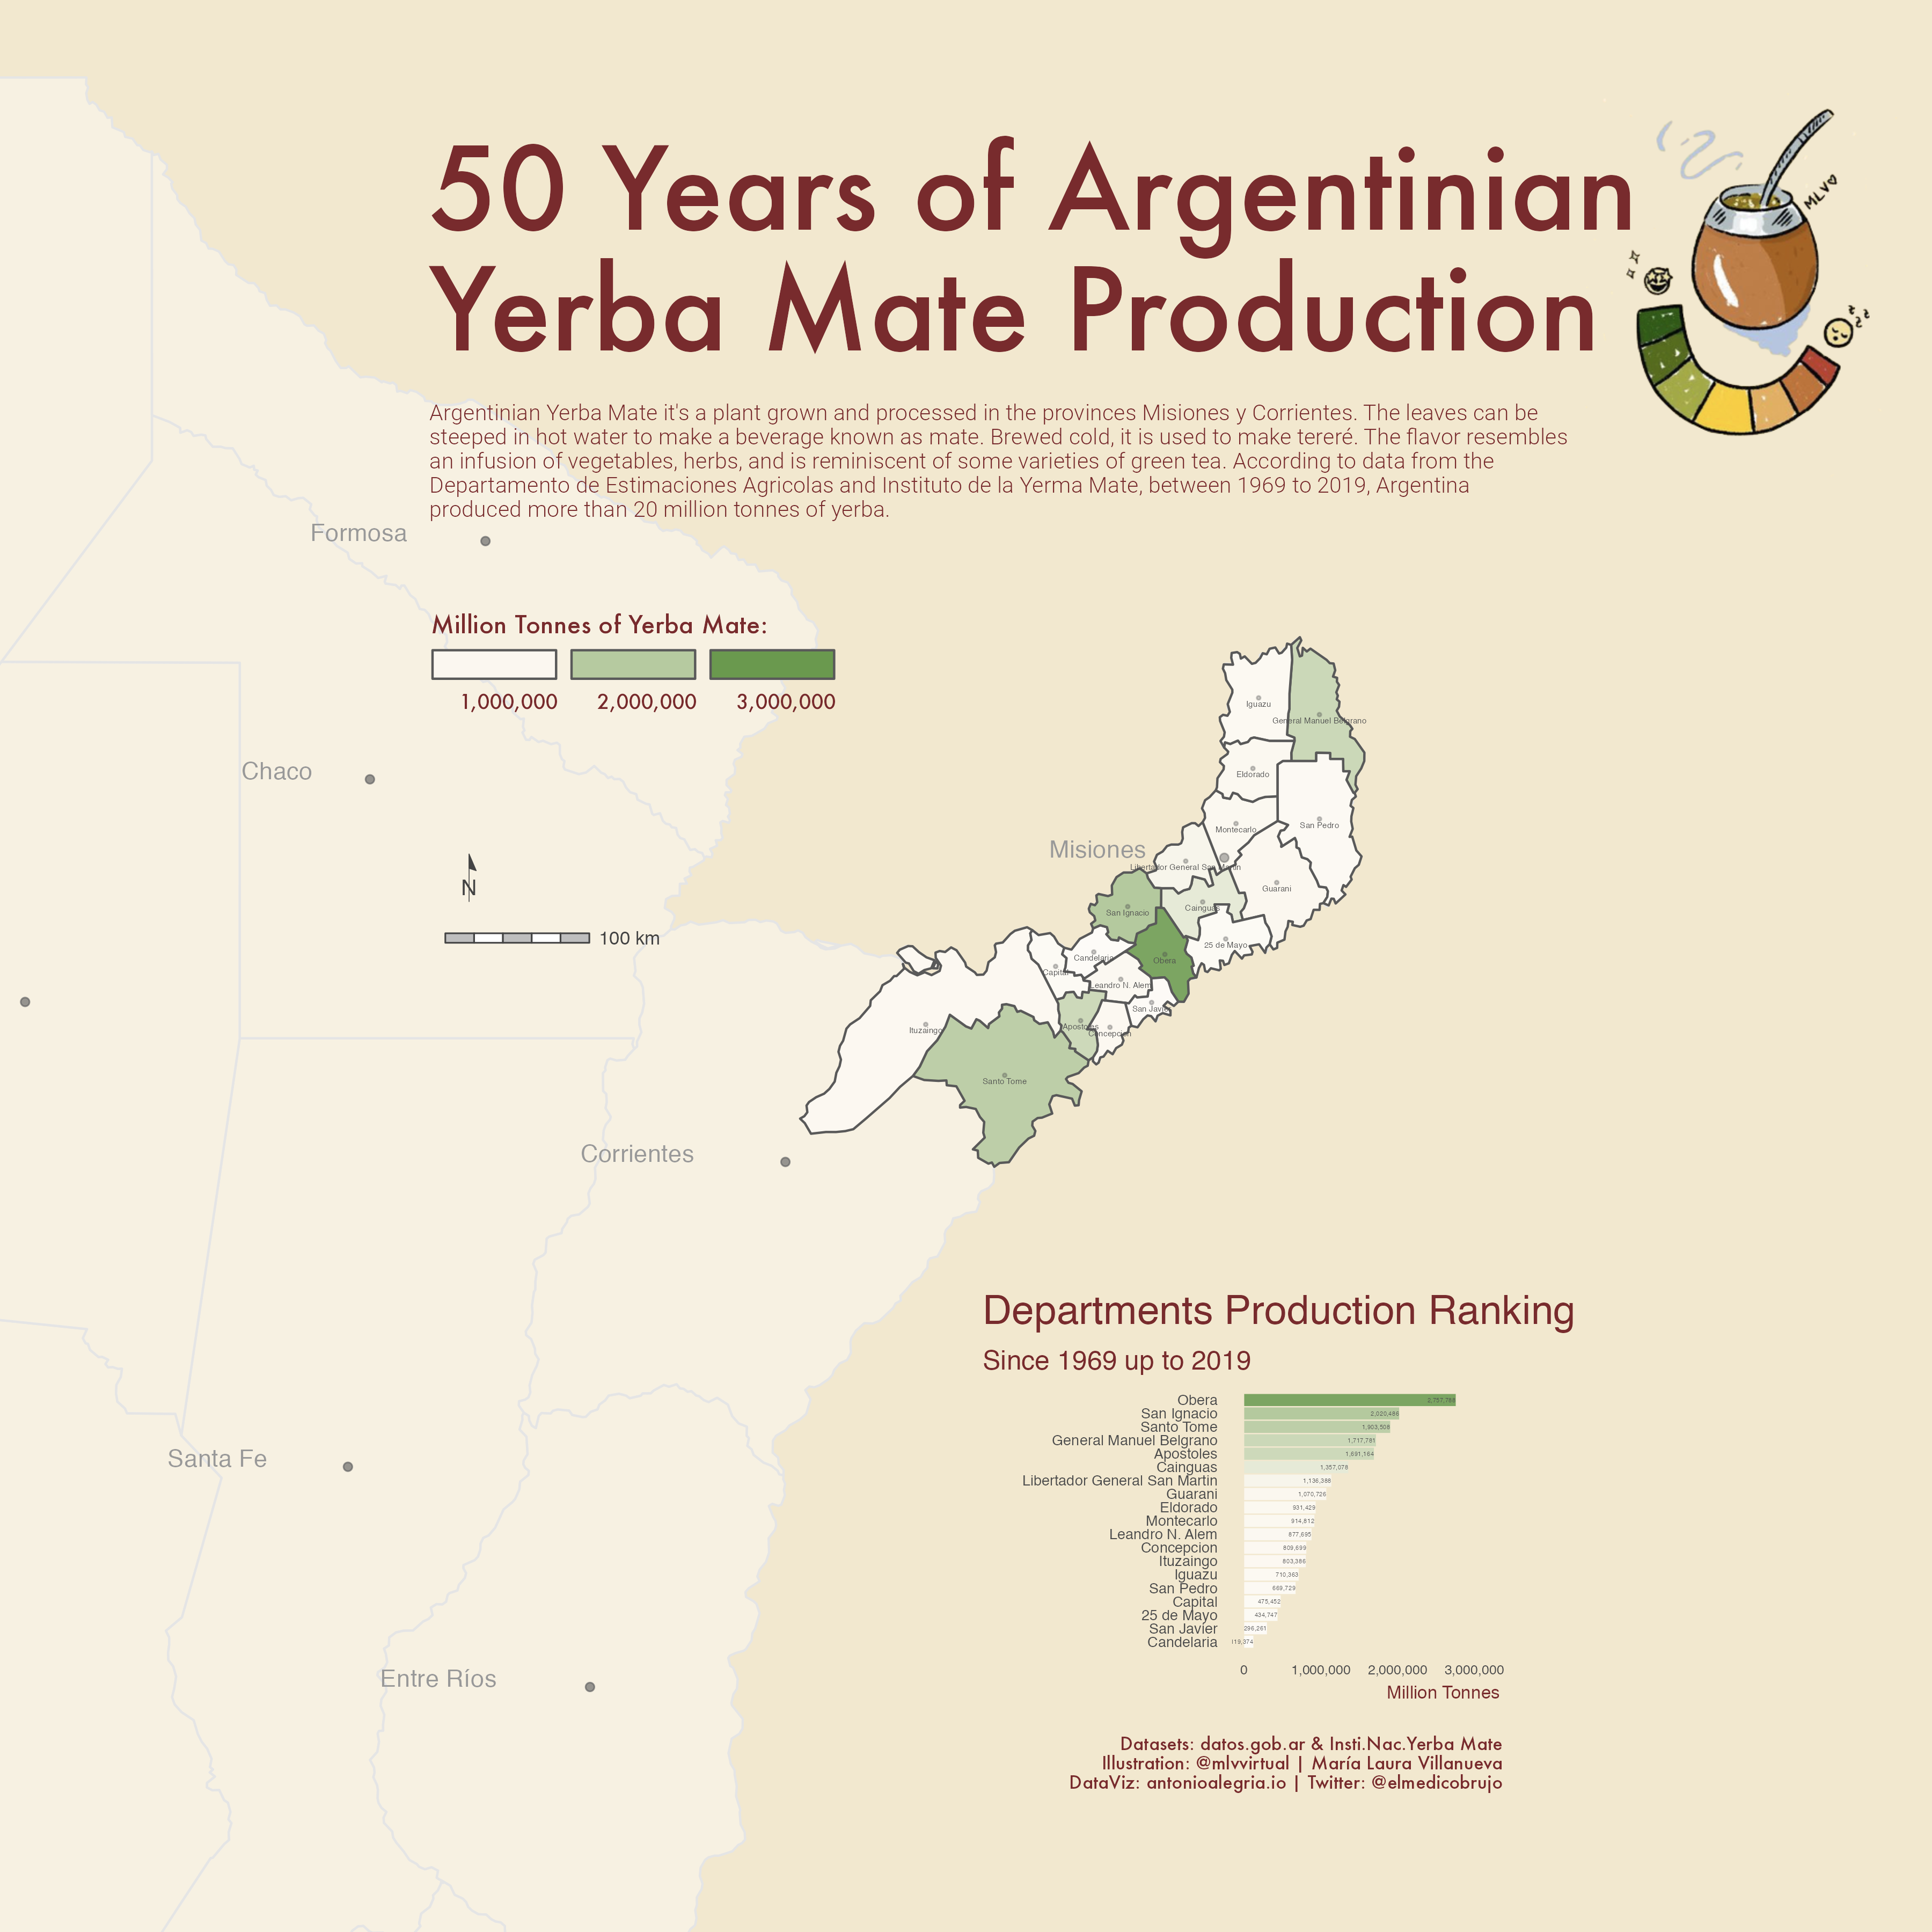 50 Years of Argentinian
Yerba Mate Production
MLV
Argentinian Yerba Mate it's a plant grown and processed in the provinces Misiones y Corrientes. The leaves can be
steeped in hot water to make a beverage known as mate. Brewed cold, it is used to make tereré. The flavor resembles
an infusion of vegetables, herbs, and is reminiscent of some varieties of green tea. According to data from the
Departamento de Estimaciones Agricolas and Instituto de la Yerma Mate, between 1969 to 2019, Argentina
produced more than 20 million tonnes of yerba.
Formosa
Million Tonnes of Yerba Mate:
1,000,000 2,000,000 3,000,000
Iguazu
General Manuel Belgrano
Chaco
Eldorado
San Pedro
Montecarlo
Misiones
Libertador General San Martin
N
Guarani
Cainguas
San Ignacio
100 km
25 de Mayo
Candelaria
Obera
Capital
Leandro N. Alem
San Javier
Apostoles
Ituzaingo
Concepcion
Santo Tome
Corrientes
Departments Production Ranking
Since 1969 up to 2019
Obera 2,757,788
San Ignacio 2,020,486
Santo Tome 1,903,508
General Manuel Belgrano 1,717,781
Apostoles 1,691,164
Cainguas 1,357,078
Libertador General San Martin 1,136,388
Guarani 1,070,726
Eldorado 931,429
Montecarlo 914,812
Leandro N. Alem 877,695
Concepcion 809,699
Ituzaingo 803,386
Iguazu 710,363
San Pedro 669,729
Capital 475,452
25 de Mayo 434,747
San Javier 296,261
Candelaria 119,374
0 1,000,000 2,000,000 3,000,000
Million Tonnes
Santa Fe
Entre Ríos
Datasets: datos.gob.ar & Insti.Nac.Yerba Mate
Illustration: @mlvvirtual | María Laura Villanueva
DataViz: antonioalegria.io | Twitter: @elmedicobrujo